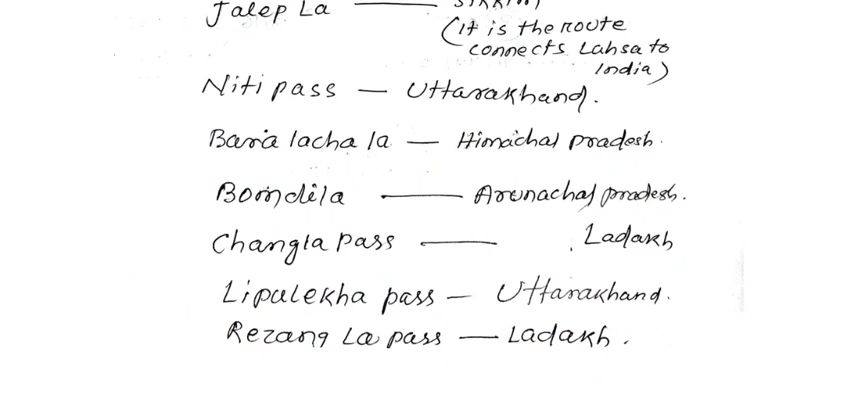 Jalep La — Sikkim
(It is the route
connects Lahsa to
India)
Niti pass — Uttarakhand.
Bara lacha la — Himachal pradesh.
Bomdila — Arunachal pradesh.
Changla pass — Ladakh
Lipulekha pass — Uttarakhand.
Rezang La pass — Ladakh.